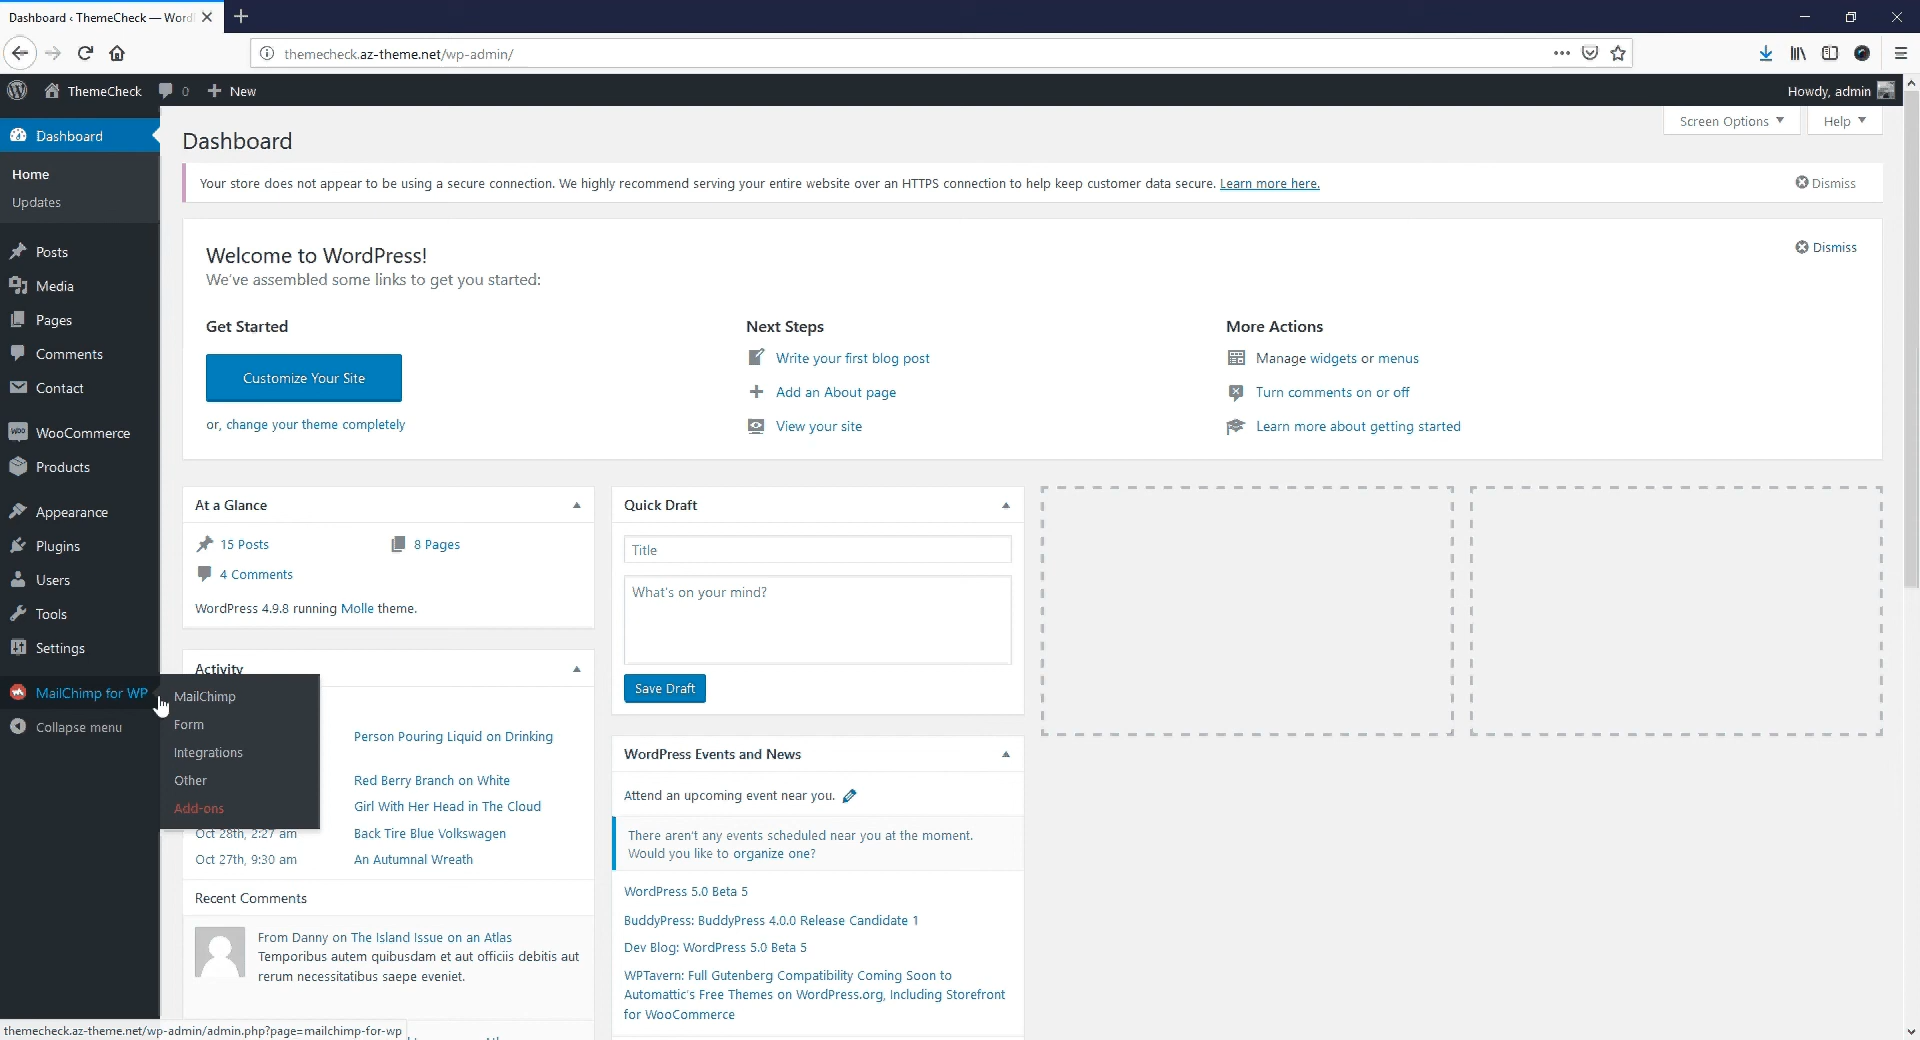 Dashboard ‹ ThemeCheck — Word
themecheck.az-theme.net/wp-admin/
ThemeCheck 0 New
Howdy, admin
Dashboard
Home
Updates
Posts
Media
Pages
Comments
Contact
WooCommerce
Products
Appearance
Plugins
Users
Tools
Settings
MailChimp for WP
Collapse menu
MailChimp
Form
Integrations
Other
Add-ons
Screen Options
Help
Dashboard
Your store does not appear to be using a secure connection. We highly recommend serving your entire website over an HTTPS connection to help keep customer data secure. Learn more here.
Dismiss
Welcome to WordPress!
We've assembled some links to get you started:
Dismiss
Get Started
Customize Your Site
or, change your theme completely
Next Steps
Write your first blog post
Add an About page
View your site
More Actions
Manage widgets or menus
Turn comments on or off
Learn more about getting started
At a Glance
15 Posts
8 Pages
4 Comments
WordPress 4.9.8 running Molle theme.
Activity
Person Pouring Liquid on Drinking
Red Berry Branch on White
Girl With Her Head in The Cloud
Oct 28th, 2:27 am Back Tire Blue Volkswagen
Oct 27th, 9:30 am An Autumnal Wreath
Recent Comments
From Danny on The Island Issue on an Atlas
Temporibus autem quibusdam et aut officiis debitis aut
rerum necessitatibus saepe eveniet.
Quick Draft
Title
What's on your mind?
Save Draft
WordPress Events and News
Attend an upcoming event near you.
There aren't any events scheduled near you at the moment.
Would you like to organize one?
WordPress 5.0 Beta 5
BuddyPress: BuddyPress 4.0.0 Release Candidate 1
Dev Blog: WordPress 5.0 Beta 5
WPTavern: Full Gutenberg Compatibility Coming Soon to
Automattic's Free Themes on WordPress.org, Including Storefront
for WooCommerce
themecheck.az-theme.net/wp-admin/admin.php?page=mailchimp-for-wp